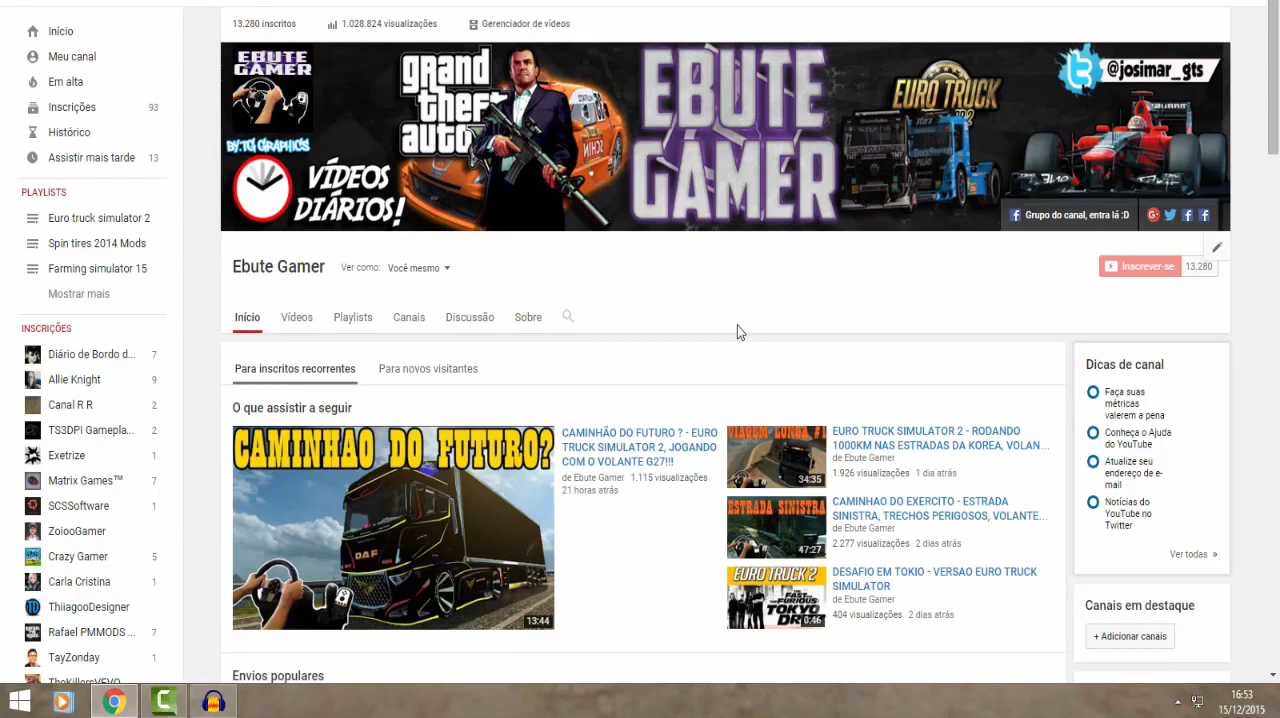 13.280 inscritos 1.028.824 visualizações Gerenciador de vídeos
Início
Meu canal
Em alta
Inscrições 93
Histórico
Assistir mais tarde 13
PLAYLISTS
Euro truck simulator 2
Spin tires 2014 Mods
Farming simulator 15
Mostrar mais
INSCRIÇÕES
Diário de Bordo d... 7
Allie Knight 9
Canal R R 2
TS3DPI Gamepla... 2
Exetrize
Matrix Games™ 7
SCSSoftware 1
ZoiooGamer
Crazy Gamer 5
Carla Cristina 1
ThiiagooDesigner
Rafael PMMODS ... 7
TayZonday 1
TheKillersVEVO
EBUTE
GAMER
BY:TG GRAPHICS
VÍDEOS
DIÁRIOS!
grand
theft
auto
EBUTE
GAMER
EURO TRUCK
@josimar_gts
Grupo do canal, entra lá :D
Ebute Gamer Ver como: Você mesmo
Inscrever-se 13.280
Início Vídeos Playlists Canais Discussão Sobre
Para inscritos recorrentes Para novos visitantes
O que assistir a seguir
CAMINHAO DO FUTURO?
DAF
13:44
CAMINHÃO DO FUTURO ? - EURO
TRUCK SIMULATOR 2, JOGANDO
COM O VOLANTE G27!!!
de Ebute Gamer 1.115 visualizações
21 horas atrás
VIAGEM LONGA #1
34:35
EURO TRUCK SIMULATOR 2 - RODANDO
1000KM NAS ESTRADAS DA KOREA, VOLAN...
de Ebute Gamer
1.926 visualizações 1 dia atrás
ESTRADA SINISTRA
47:27
CAMINHAO DO EXERCITO - ESTRADA
SINISTRA, TRECHOS PERIGOSOS, VOLANTE...
de Ebute Gamer
2.277 visualizações 2 dias atrás
EURO TRUCK 2
TOKYO
0:46
DESAFIO EM TOKIO - VERSAO EURO TRUCK
SIMULATOR
de Ebute Gamer
404 visualizações 2 dias atrás
Envios populares
Dicas de canal
Faça suas
métricas
valerem a pena
Conheça o Ajuda
do YouTube
Atualize seu
endereço de e-
mail
Notícias do
YouTube no
Twitter
Ver todas »
Canais em destaque
+ Adicionar canais
16:53
15/12/2015